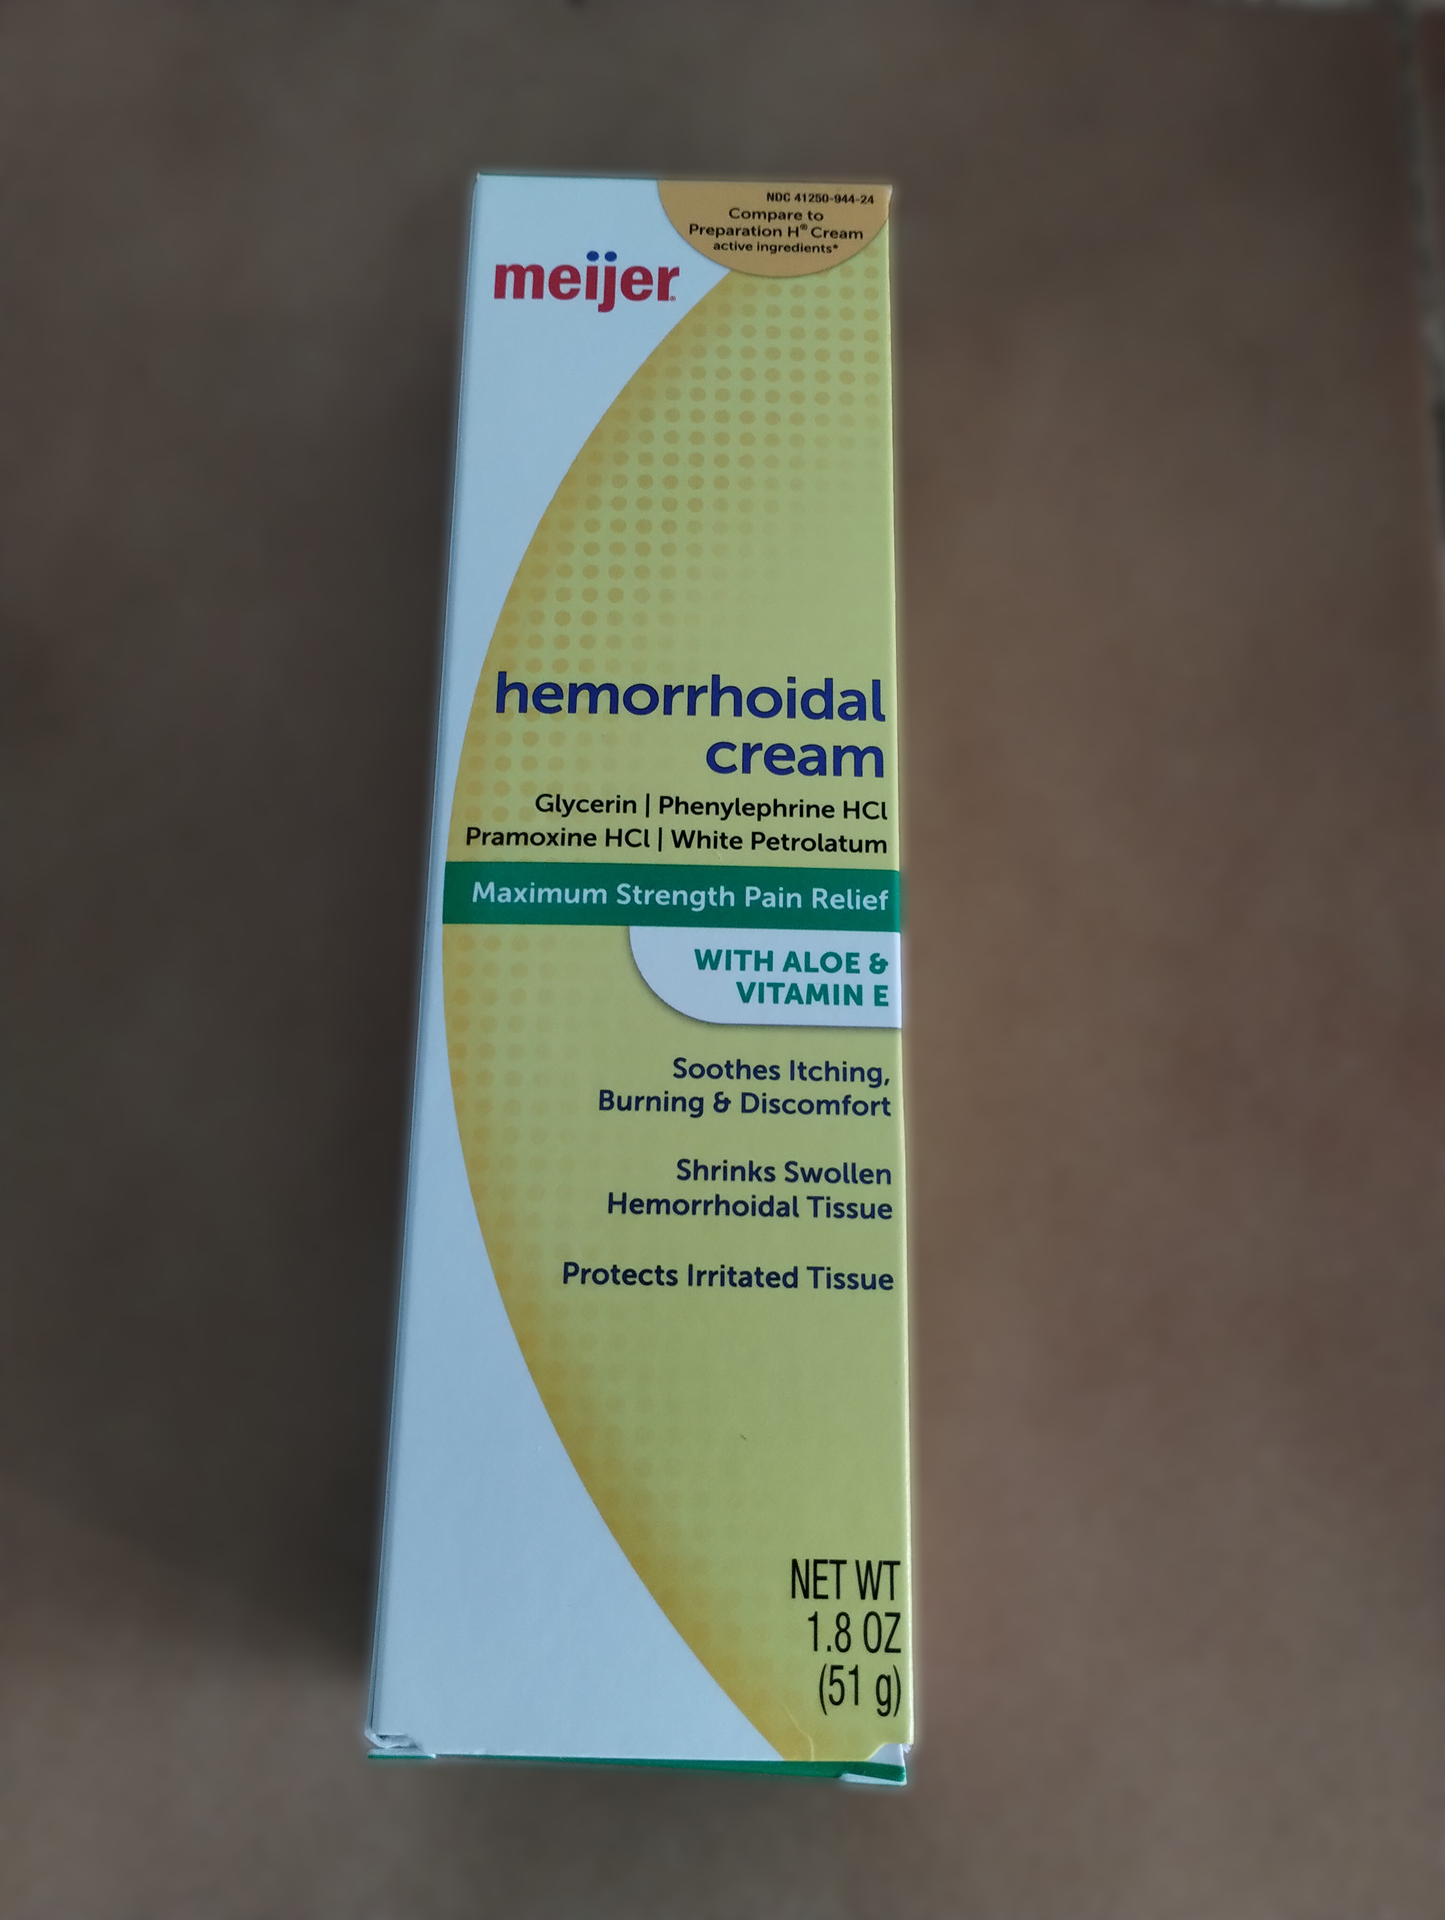 NDC 41250-944-24
Compare to
Preparation H® Cream
active ingredients*
meijer
hemorrhoidal
cream
Glycerin | Phenylephrine HCl
Pramoxine HCl | White Petrolatum
Maximum Strength Pain Relief
WITH ALOE &
VITAMIN E
Soothes Itching,
Burning & Discomfort
Shrinks Swollen
Hemorrhoidal Tissue
Protects Irritated Tissue
NET WT
1.8 OZ
(51 g)